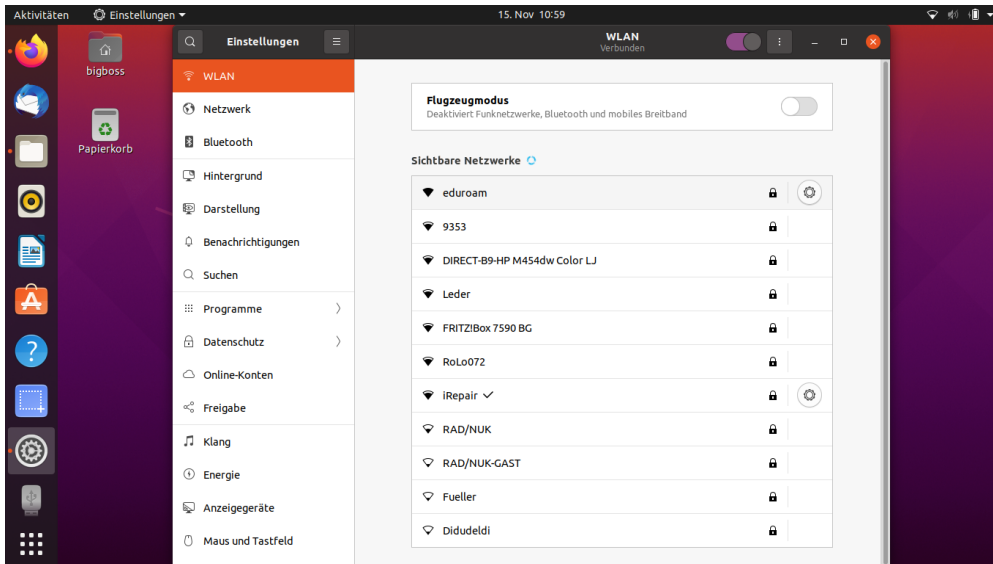 Aktivitäten
Einstellungen
15. Nov 10:59
bigboss
Papierkorb
Einstellungen
WLAN
Verbunden
WLAN
Netzwerk
Bluetooth
Hintergrund
Darstellung
Benachrichtigungen
Suchen
Programme
Datenschutz
Online-Konten
Freigabe
Klang
Energie
Anzeigegeräte
Maus und Tastfeld
Flugzeugmodus
Deaktiviert Funknetzwerke, Bluetooth und mobiles Breitband
Sichtbare Netzwerke
eduroam
9353
DIRECT-B9-HP M454dw Color LJ
Leder
FRITZ!Box 7590 BG
RoLo072
iRepair
RAD/NUK
RAD/NUK-GAST
Fueller
Didudeldi